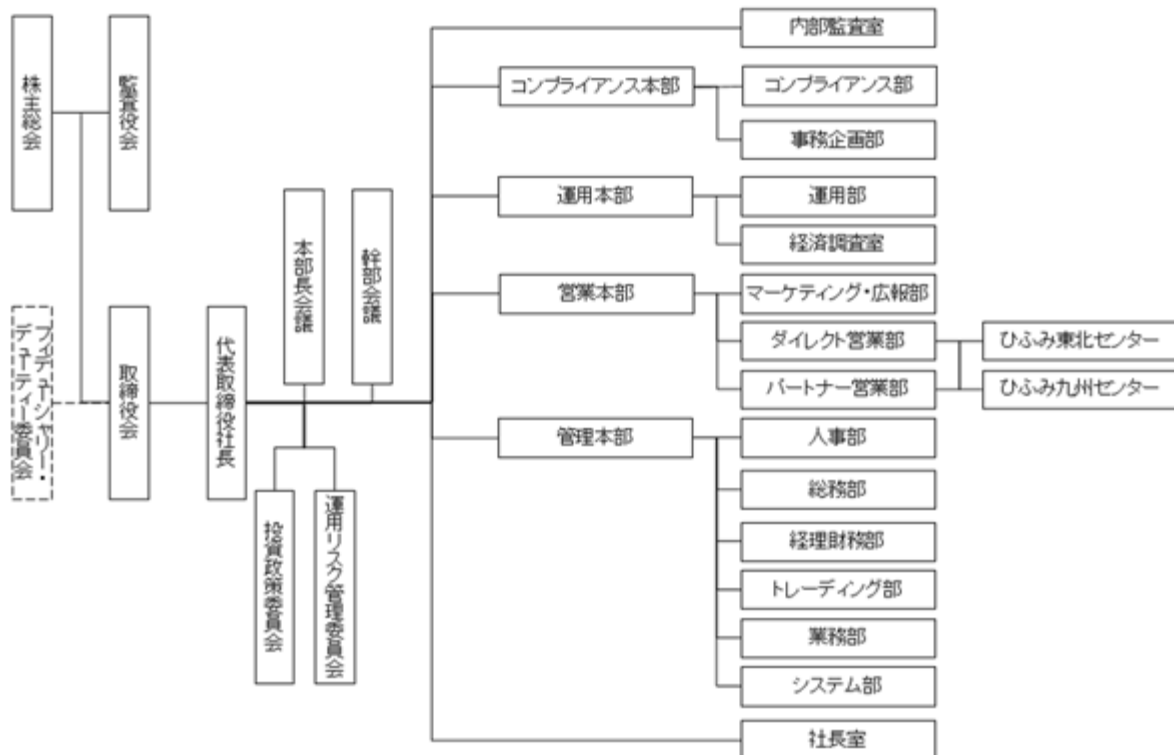 株主総会
監査役会
フィデューシャリー・
デューティー委員会
取締役会
代表取締役社長
本部長会議
幹部会議
投資政策委員会
運用リスク管理委員会
内部監査室
コンプライアンス本部
コンプライアンス部
事務企画部
運用本部
運用部
経済調査室
営業本部
マーケティング・広報部
ダイレクト営業部
ひふみ東北センター
パートナー営業部
ひふみ九州センター
管理本部
人事部
総務部
経理財務部
トレーディング部
業務部
システム部
社長室